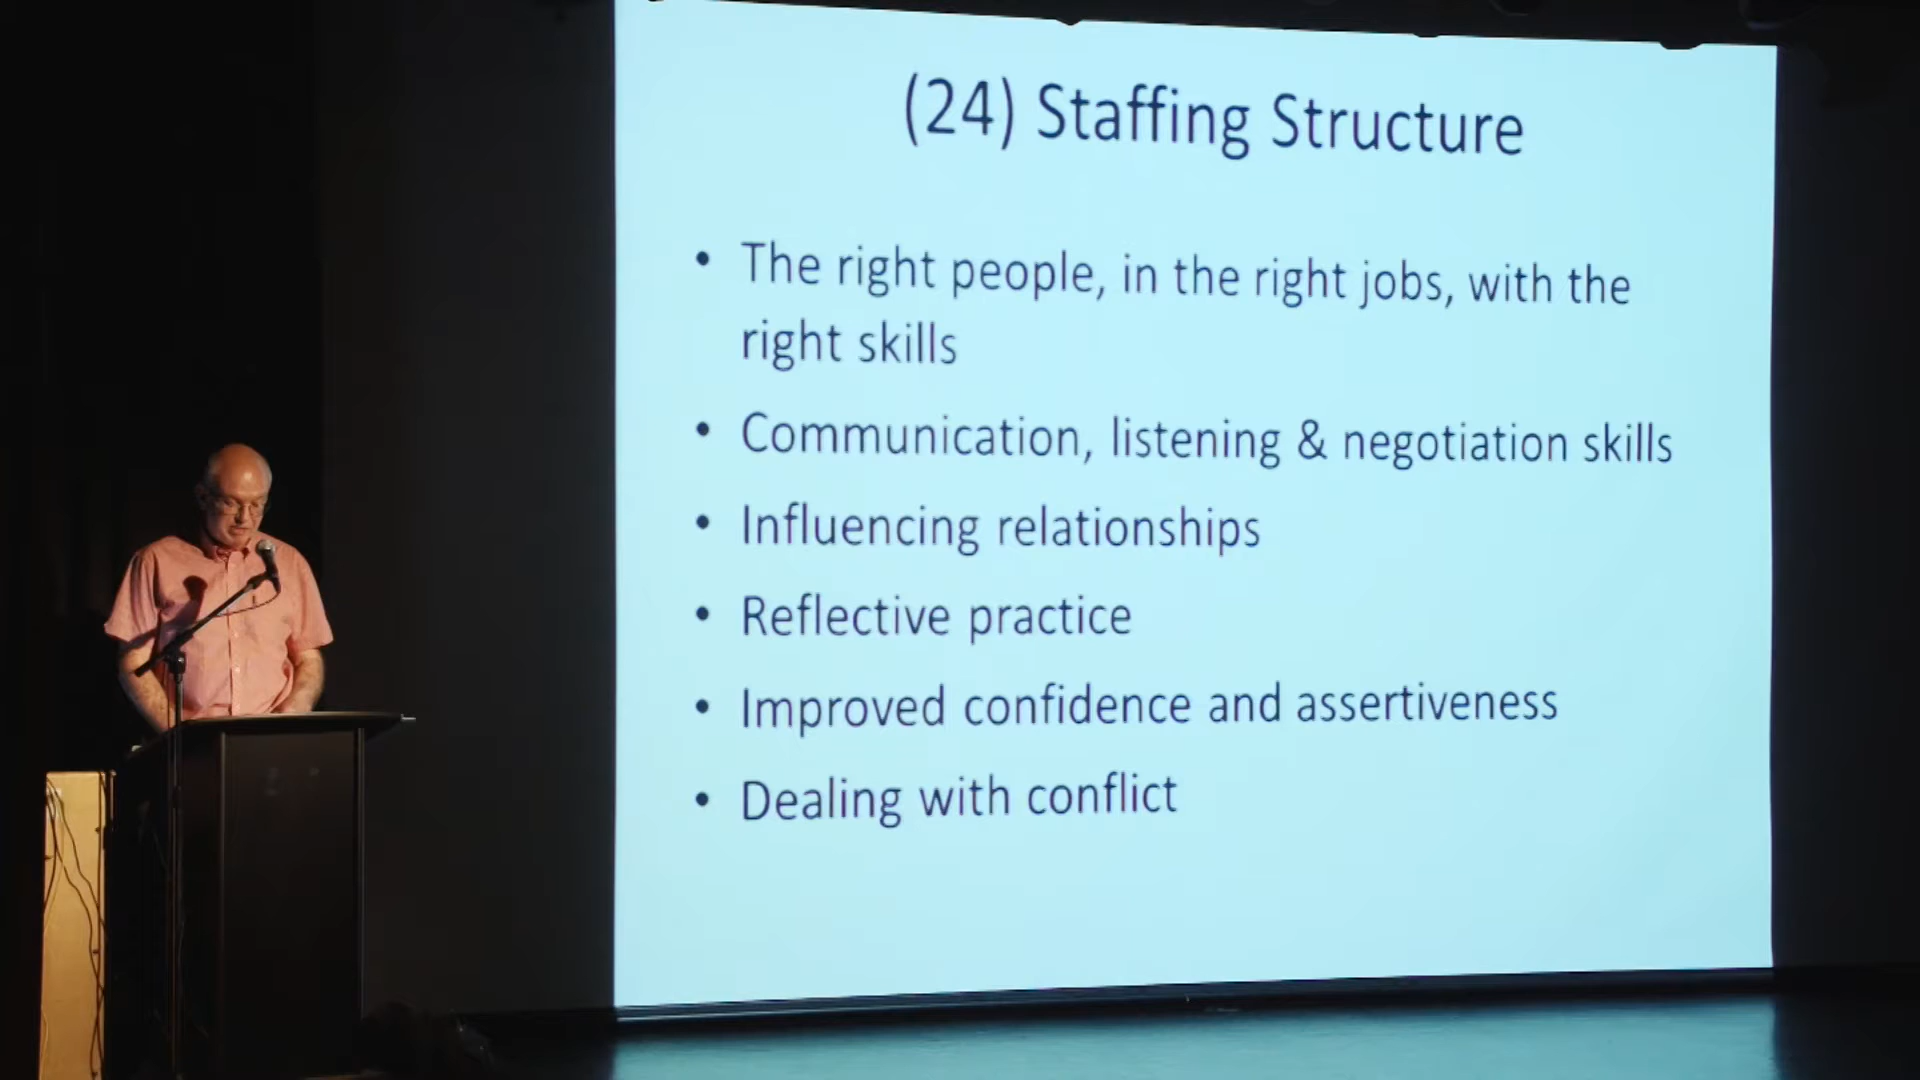 (24) Staffing Structure
• The right people, in the right jobs, with the
right skills
• Communication, listening & negotiation skills
• Influencing relationships
• Reflective practice
• Improved confidence and assertiveness
• Dealing with conflict